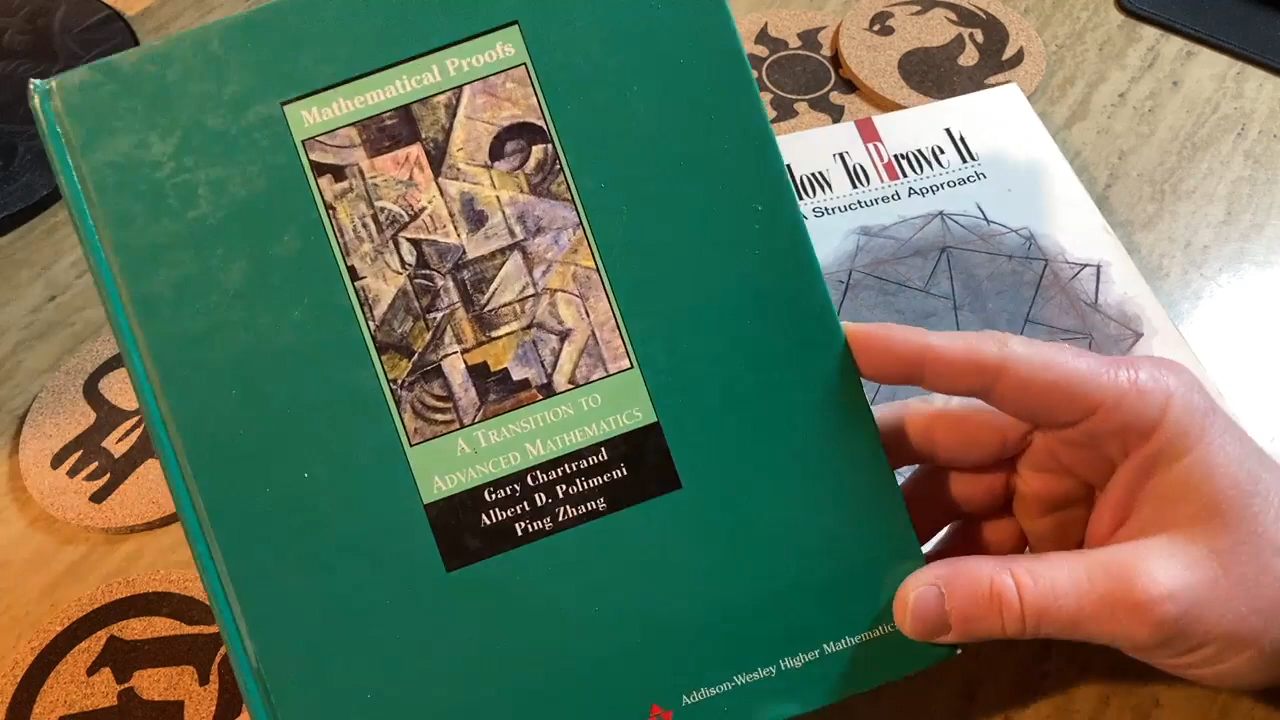 Mathematical Proofs
A Transition to
Advanced Mathematics
Gary Chartrand
Albert D. Polimeni
Ping Zhang
Addison-Wesley Higher Mathematics
How To Prove It
A Structured Approach